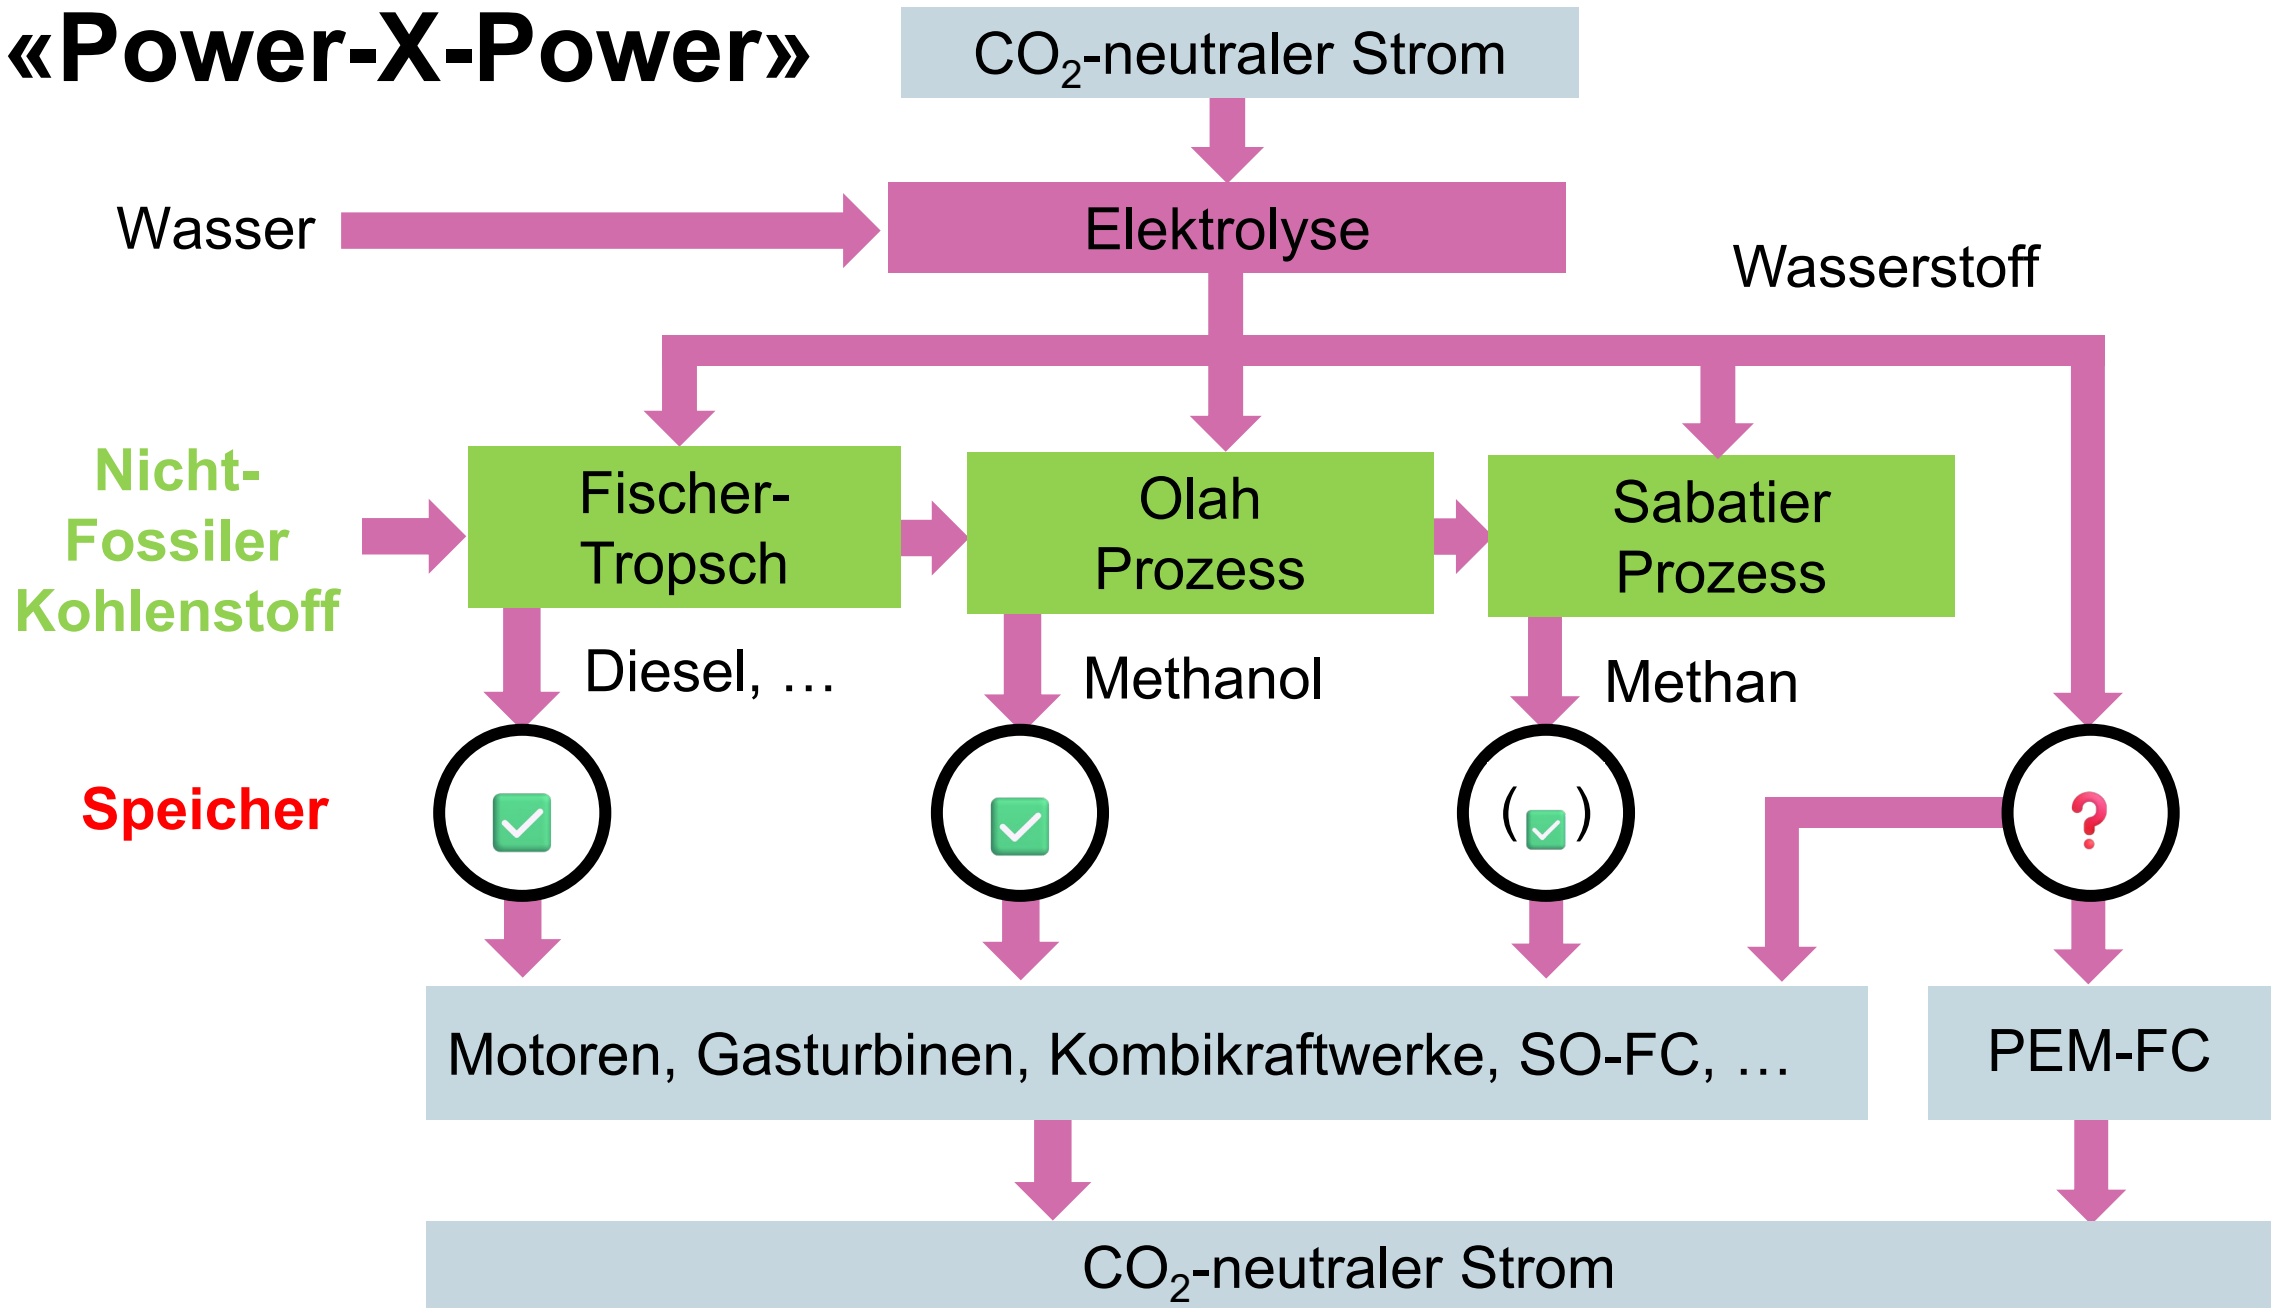 «Power-X-Power»
CO₂-neutraler Strom
Wasser
Elektrolyse
Wasserstoff
Nicht-
Fossiler
Kohlenstoff
Fischer-
Tropsch
Olah
Prozess
Sabatier
Prozess
Diesel, …
Methanol
Methan
Speicher
✅
✅
(✅)
❓
Motoren, Gasturbinen, Kombikraftwerke, SO-FC, …
PEM-FC
CO₂-neutraler Strom